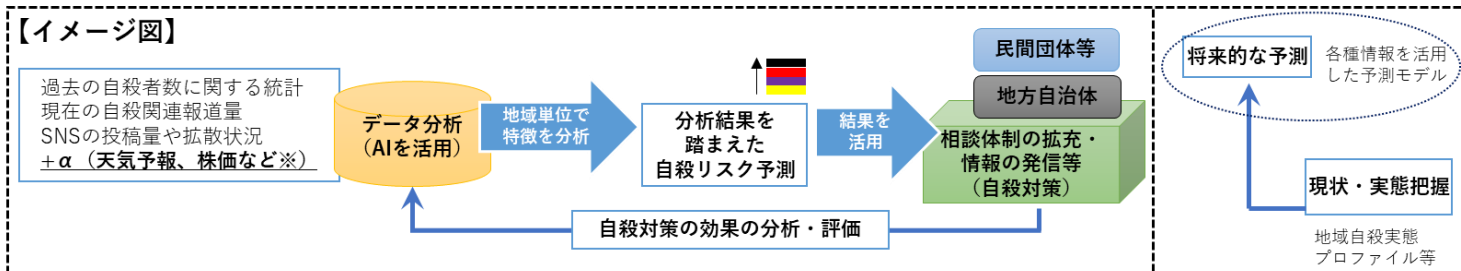 【イメージ図】
過去の自殺者数に関する統計
現在の自殺関連報道量
SNSの投稿量や拡散状況
+α（天気予報、株価など※）
データ分析
（AIを活用）
地域単位で
特徴を分析
分析結果を
踏まえた
自殺リスク予測
結果を
活用
民間団体等
地方自治体
相談体制の拡充・
情報の発信等
（自殺対策）
自殺対策の効果の分析・評価
将来的な予測
各種情報を活用
した予測モデル
現状・実態把握
地域自殺実態
プロファイル等